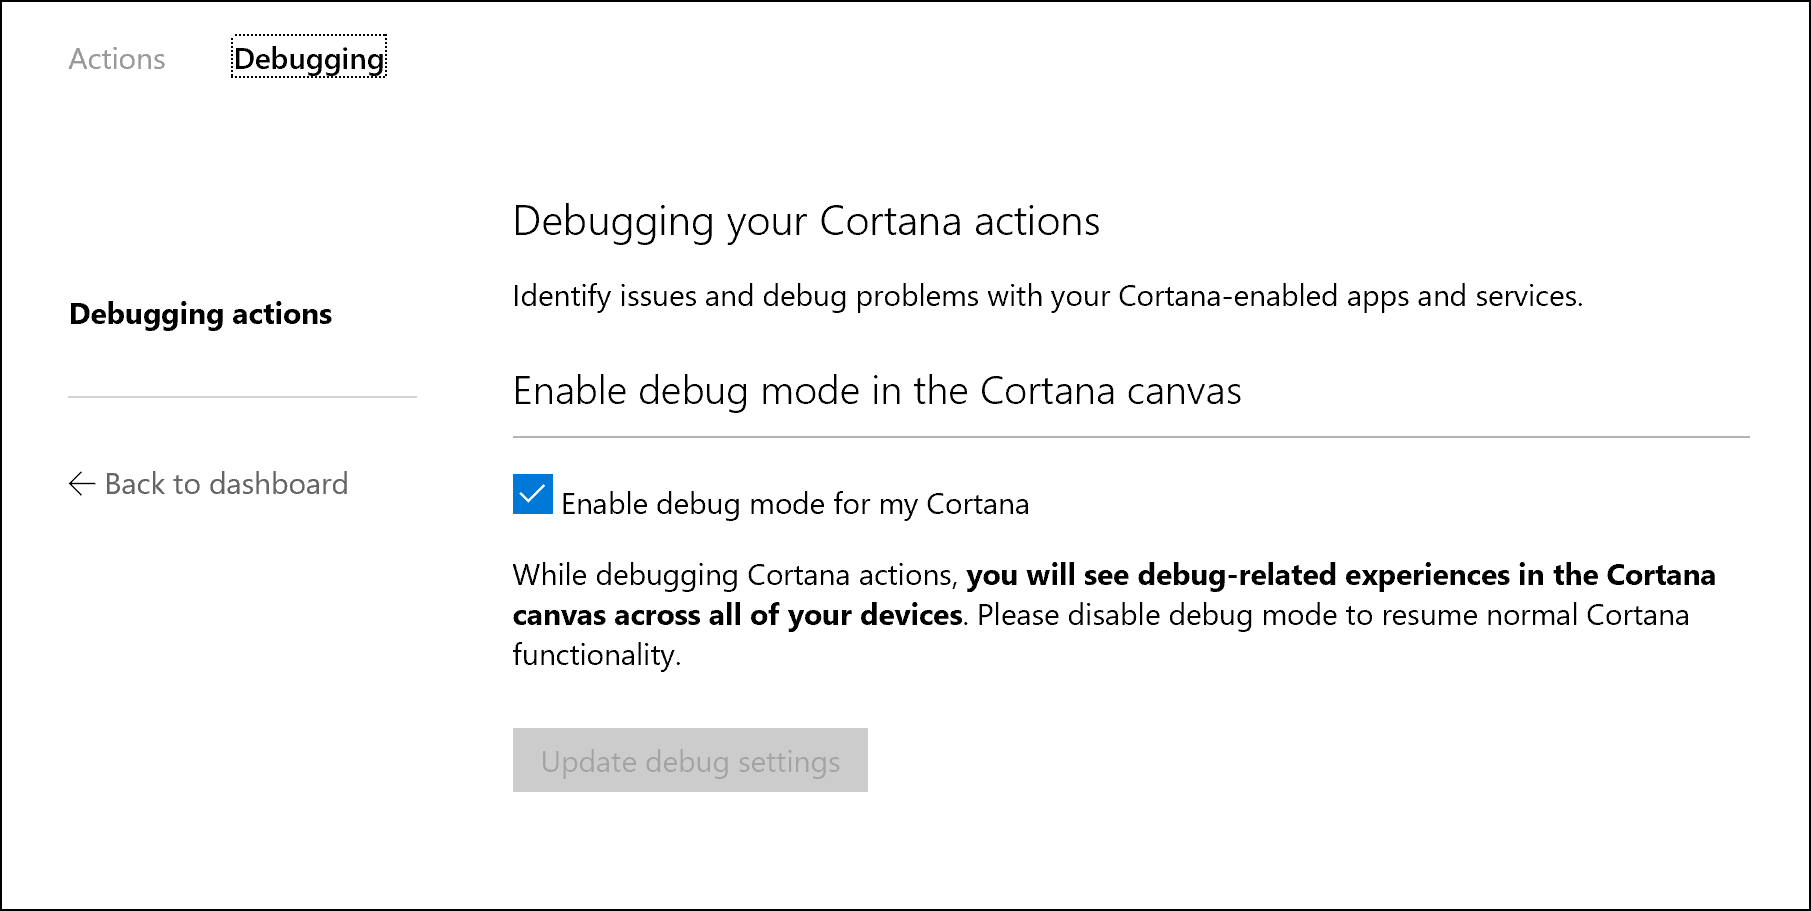 Actions
Debugging
Debugging actions
← Back to dashboard
Debugging your Cortana actions
Identify issues and debug problems with your Cortana-enabled apps and services.
Enable debug mode in the Cortana canvas
Enable debug mode for my Cortana
While debugging Cortana actions, you will see debug-related experiences in the Cortana
canvas across all of your devices. Please disable debug mode to resume normal Cortana
functionality.
Update debug settings